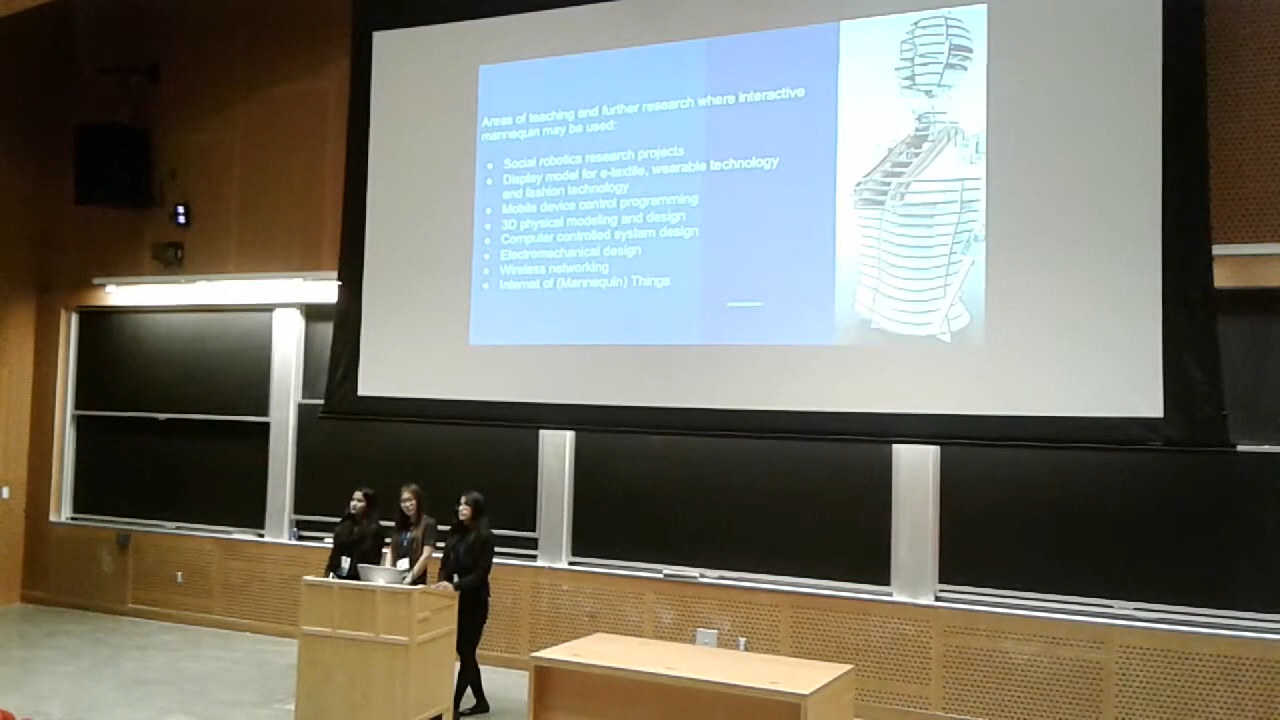 Areas of teaching and further research where interactive
mannequin may be used:
● Social robotics research projects
● Display model for e-textile, wearable technology
and fashion technology
● Mobile device control programming
● 3D physical modeling and design
● Computer controlled system design
● Electromechanical design
● Wireless networking
● Internet of (Mannequin) Things